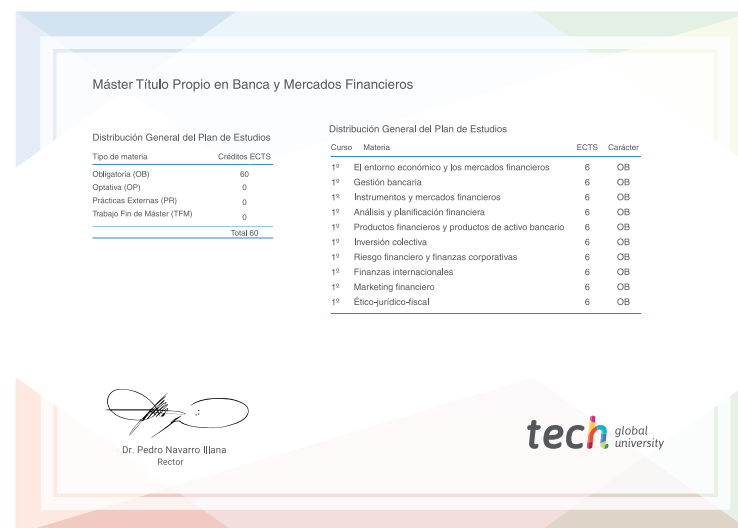 Máster Título Propio en Banca y Mercados Financieros
Distribución General del Plan de Estudios
Tipo de materia Créditos ECTS
Obligatoria (OB) 60
Optativa (OP) 0
Prácticas Externas (PR) 0
Trabajo Fin de Máster (TFM) 0
Total 60
Distribución General del Plan de Estudios
Curso Materia ECTS Carácter
1º El entorno económico y los mercados financieros 6 OB
1º Gestión bancaria 6 OB
1º Instrumentos y mercados financieros 6 OB
1º Análisis y planificación financiera 6 OB
1º Productos financieros y productos de activo bancario 6 OB
1º Inversión colectiva 6 OB
1º Riesgo financiero y finanzas corporativas 6 OB
1º Finanzas internacionales 6 OB
1º Marketing financiero 6 OB
1º Ético-jurídico-fiscal 6 OB
Dr. Pedro Navarro Illana
Rector
tech global
university